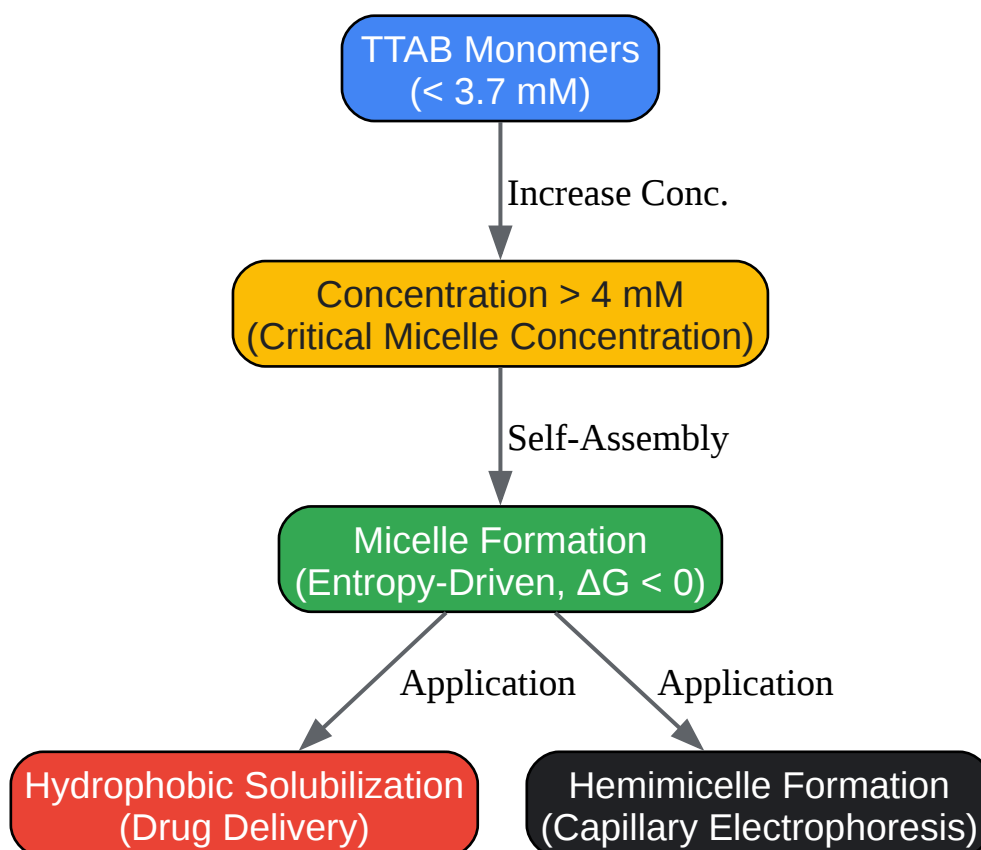 TTAB Monomers
(< 3.7 mM)
Increase Conc.
Concentration > 4 mM
(Critical Micelle Concentration)
Self-Assembly
Micelle Formation
(Entropy-Driven, ΔG < 0)
Application
Application
Hydrophobic Solubilization
(Drug Delivery)
Hemimicelle Formation
(Capillary Electrophoresis)